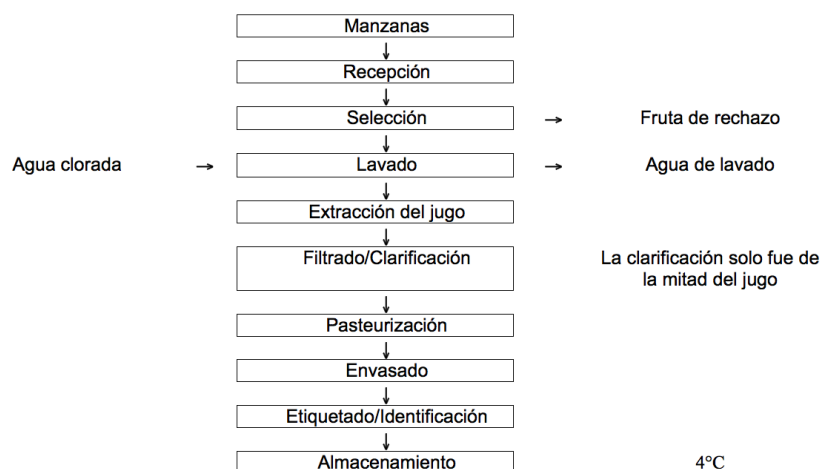 Manzanas
Recepción
Selección
Fruta de rechazo
Agua clorada
Lavado
Agua de lavado
Extracción del jugo
Filtrado/Clarificación
La clarificación solo fue de
la mitad del jugo
Pasteurización
Envasado
Etiquetado/Identificación
Almacenamiento
4°C